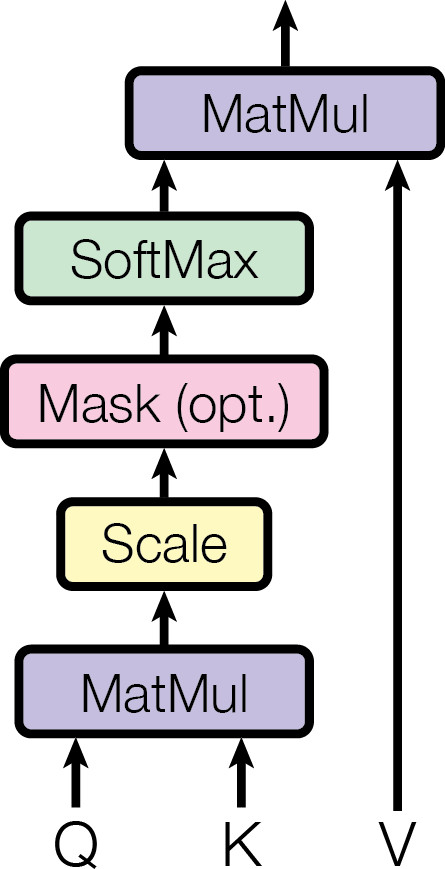 MatMul
SoftMax
Mask (opt.)
Scale
MatMul
Q K V